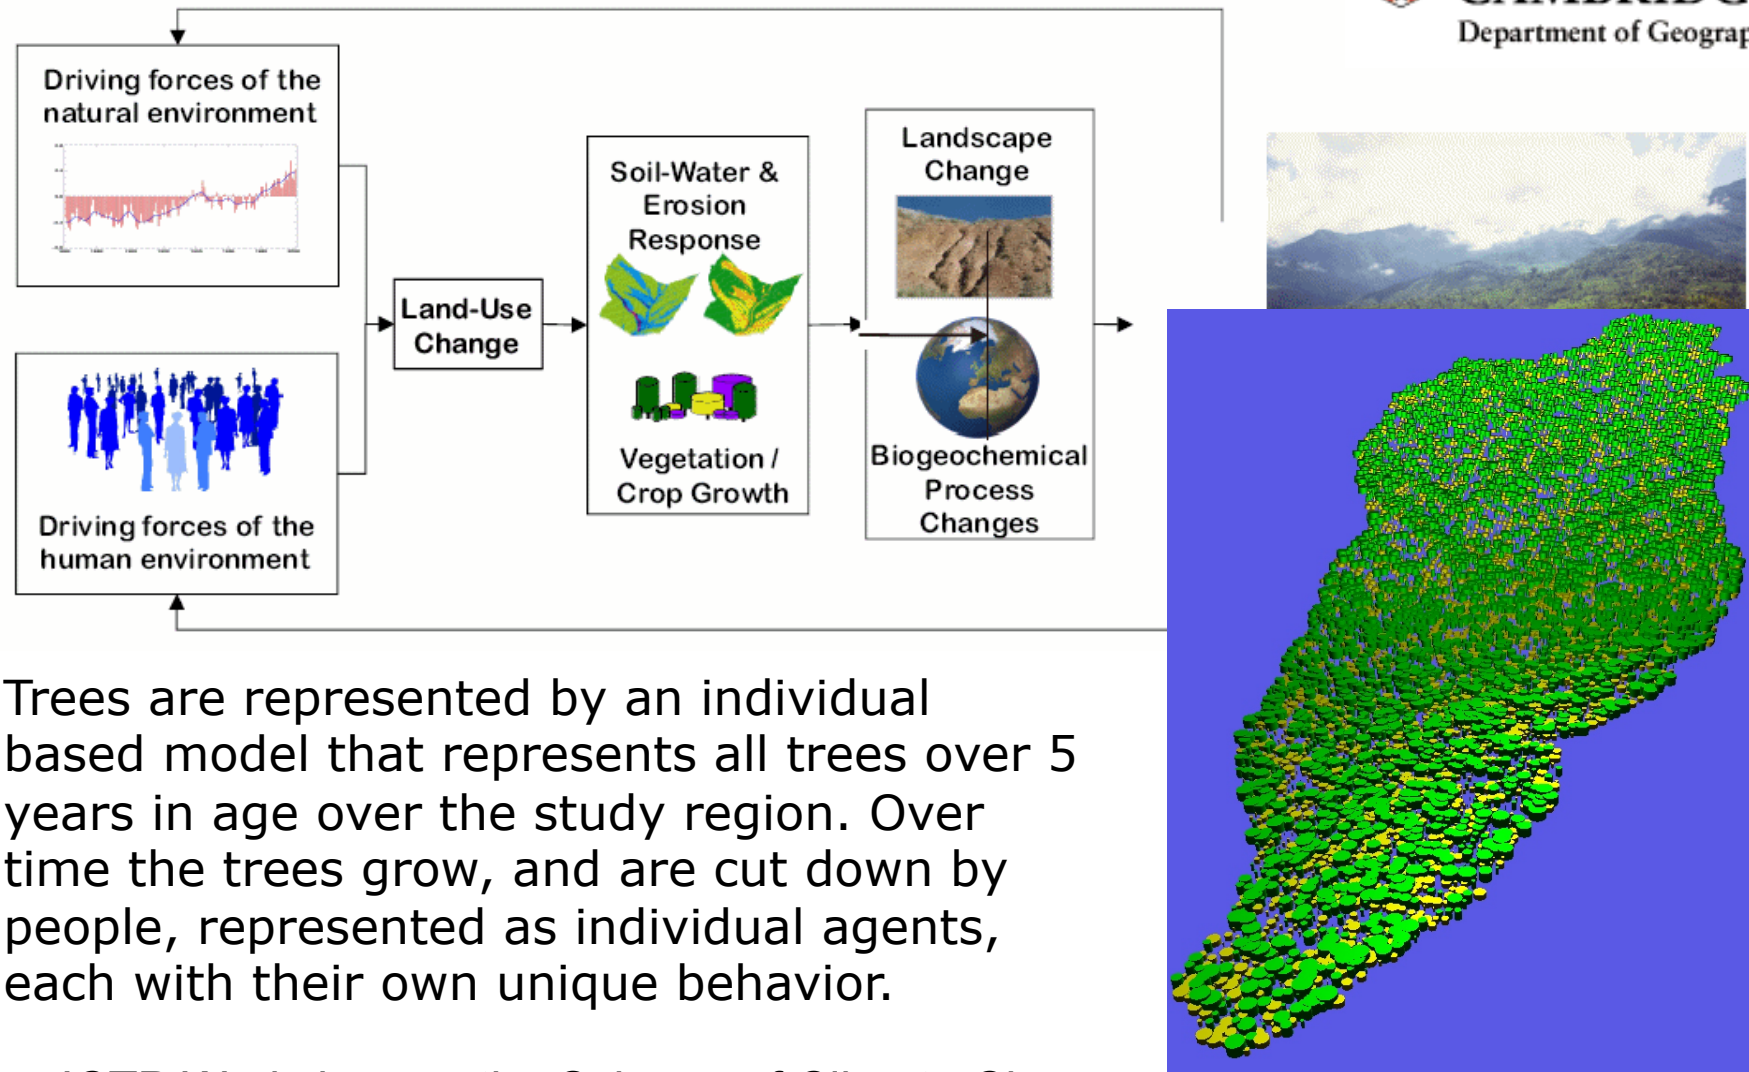 Department of Geograp
Driving forces of the
natural environment
Landscape
Change
Soil-Water &
Erosion
Response
Land-Use
Change
Vegetation /
Crop Growth
Biogeochemical
Process
Changes
Driving forces of the
human environment
Trees are represented by an individual
based model that represents all trees over 5
years in age over the study region. Over
time the trees grow, and are cut down by
people, represented as individual agents,
each with their own unique behavior.